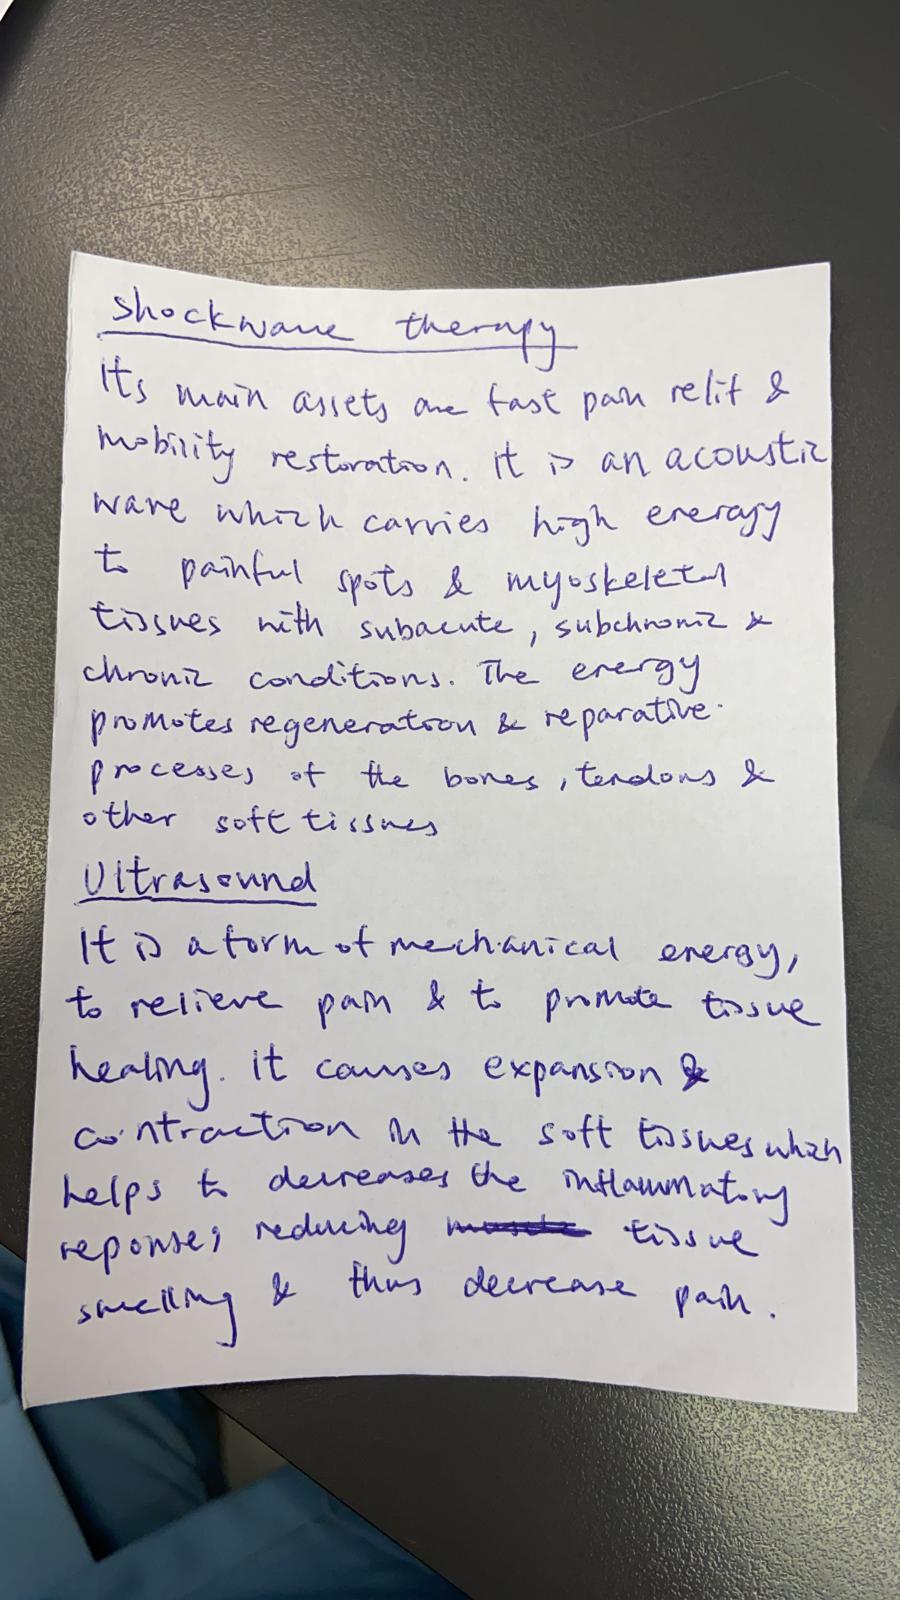 Shockwave therapy
Its main assets are fast pain relif &
mobility restoration. It is an acoustic
wave which carries high energy
to painful spots & myoskeletal
tissues with subacute, subchronic &
chronic conditions. The energy
promotes regeneration & reparative
processes of the bones, tendons &
other soft tissues
Ultrasound
It is a form of mechanical energy,
to relieve pain & to promote tissue
healing. It causes expansion &
contraction in the soft tissues which
helps to decreases the inflammatory
reponses, reducing tissue
swelling & thus decrease pain.